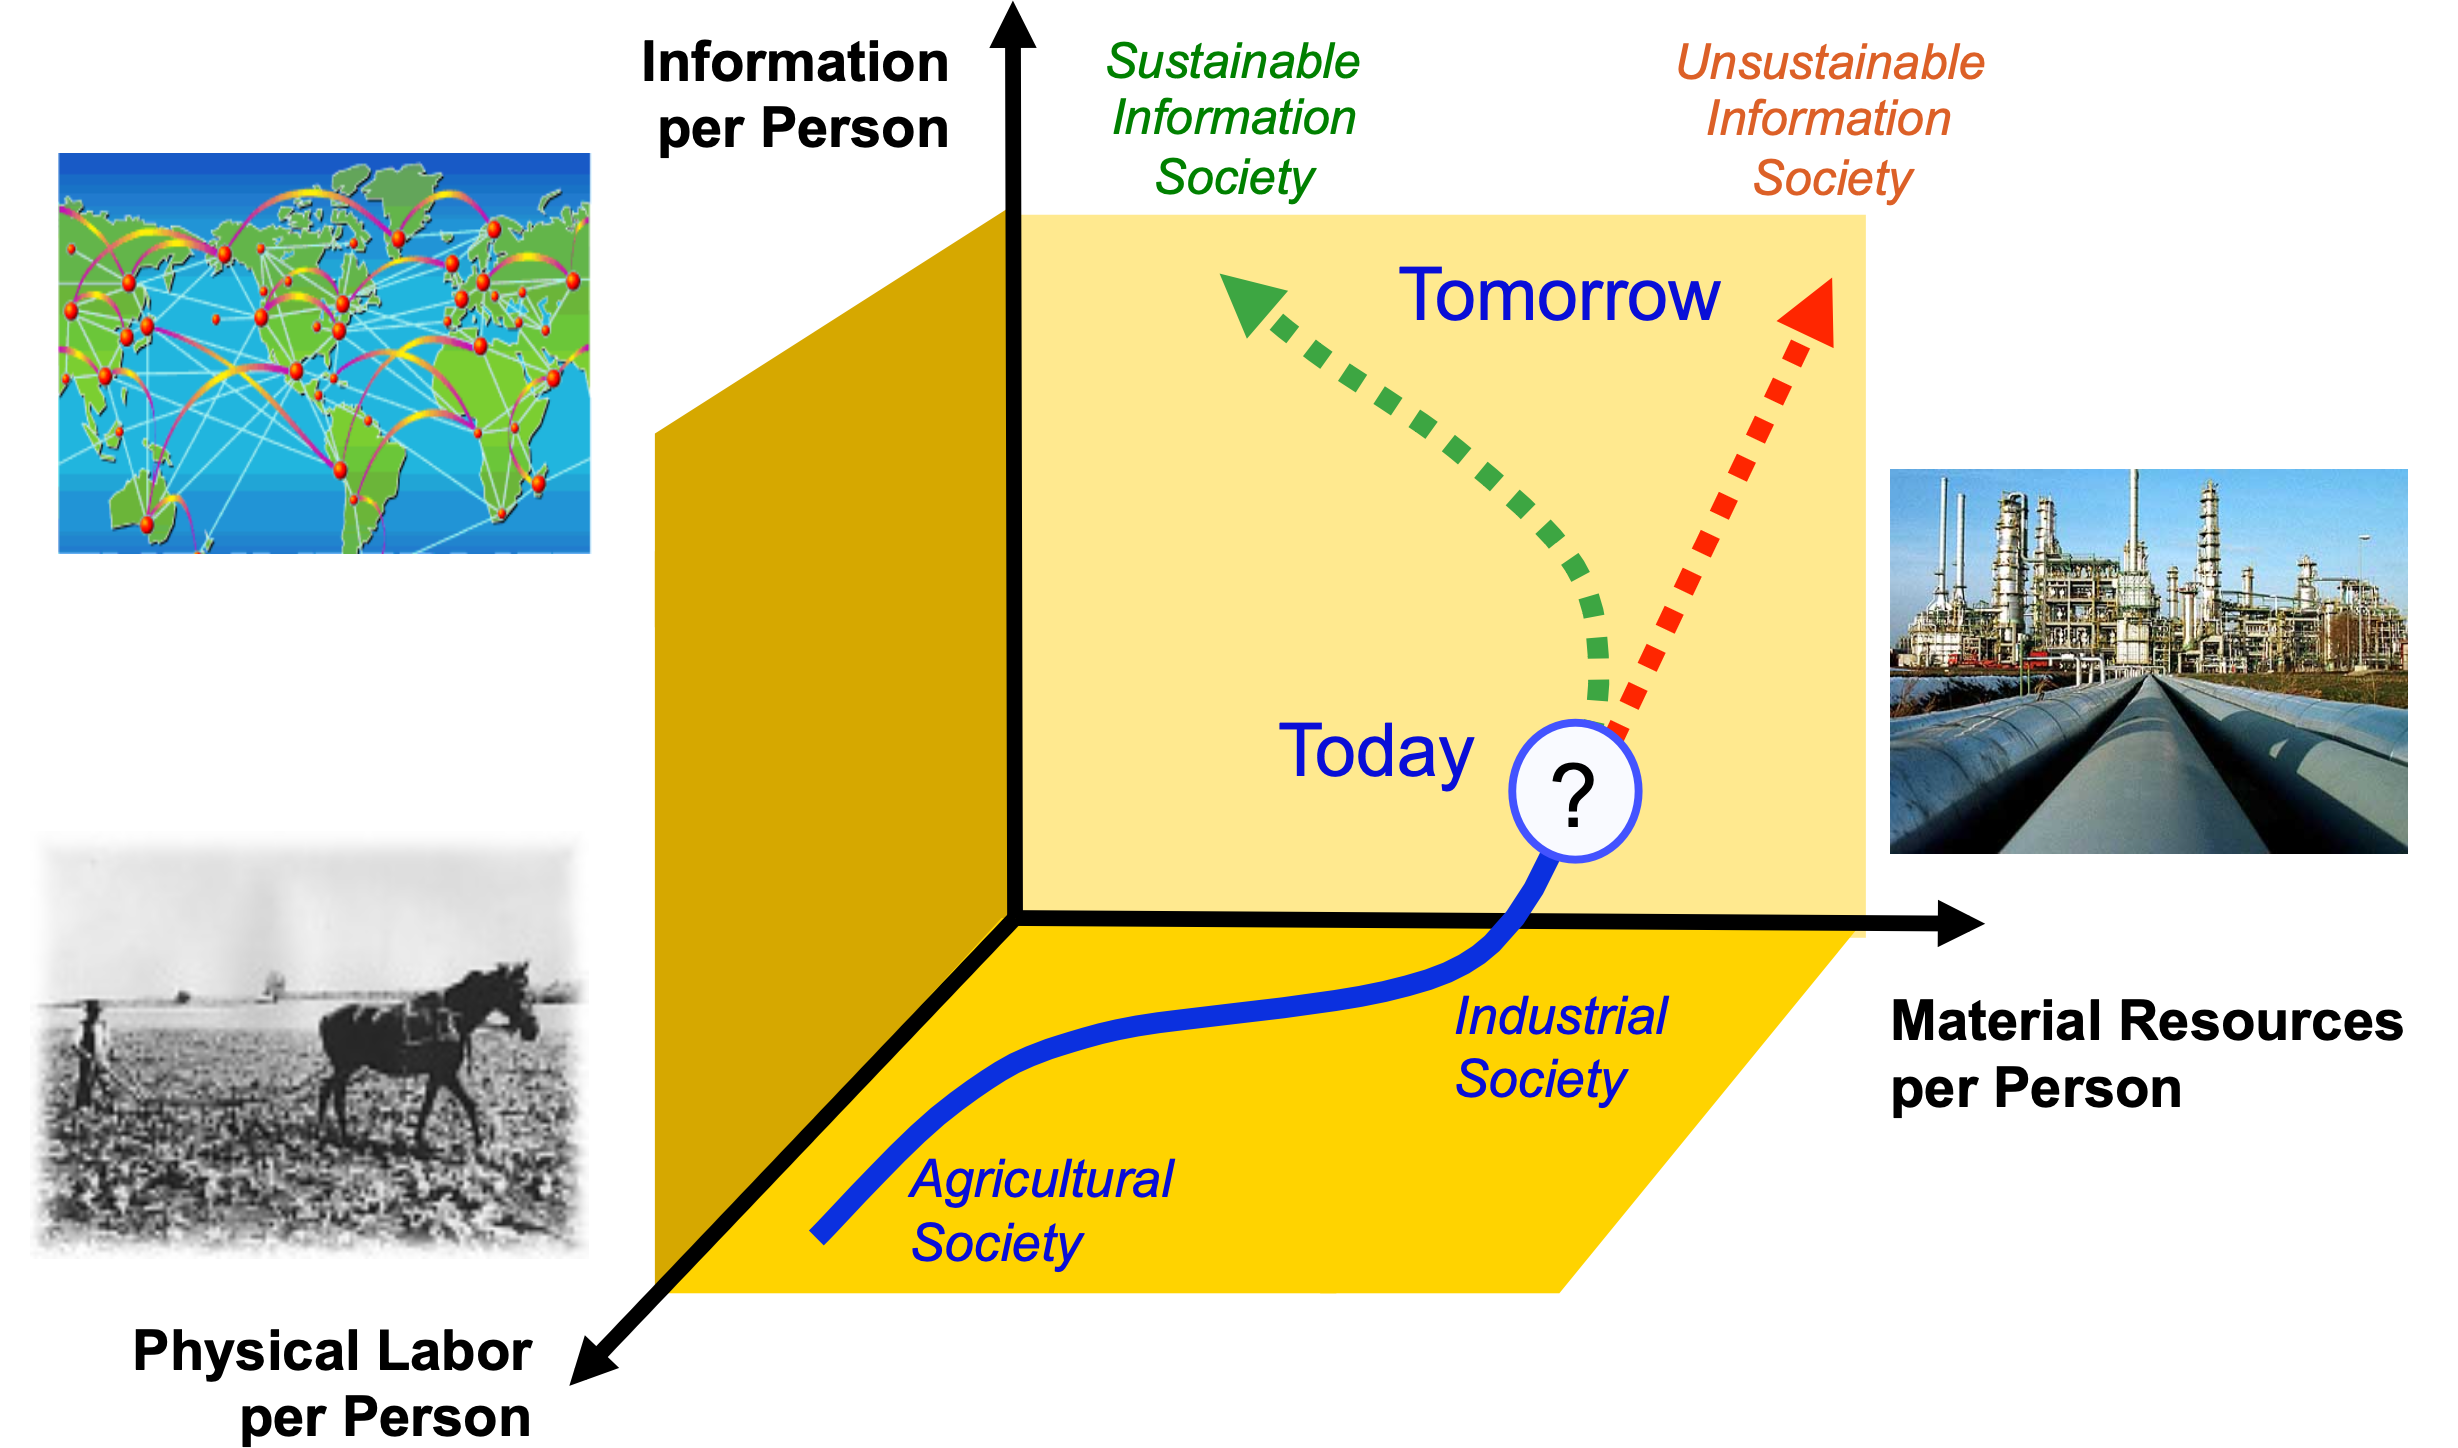 Information
per Person
Sustainable
Information
Society
Unsustainable
Information
Society
Tomorrow
Today
?
Industrial
Society
Material Resources
per Person
Agricultural
Society
Physical Labor
per Person